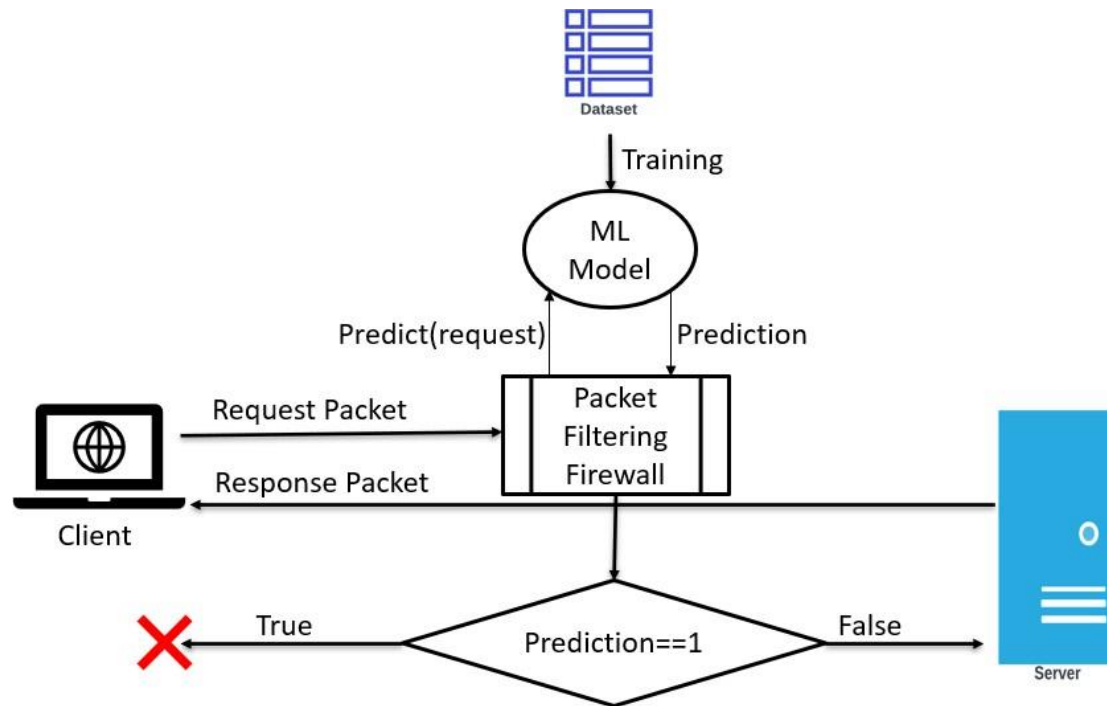 Dataset
Training
ML
Model
Predict(request)
Prediction
Request Packet
Packet
Filtering
Firewall
Response Packet
Client
True
Prediction==1
False
Server